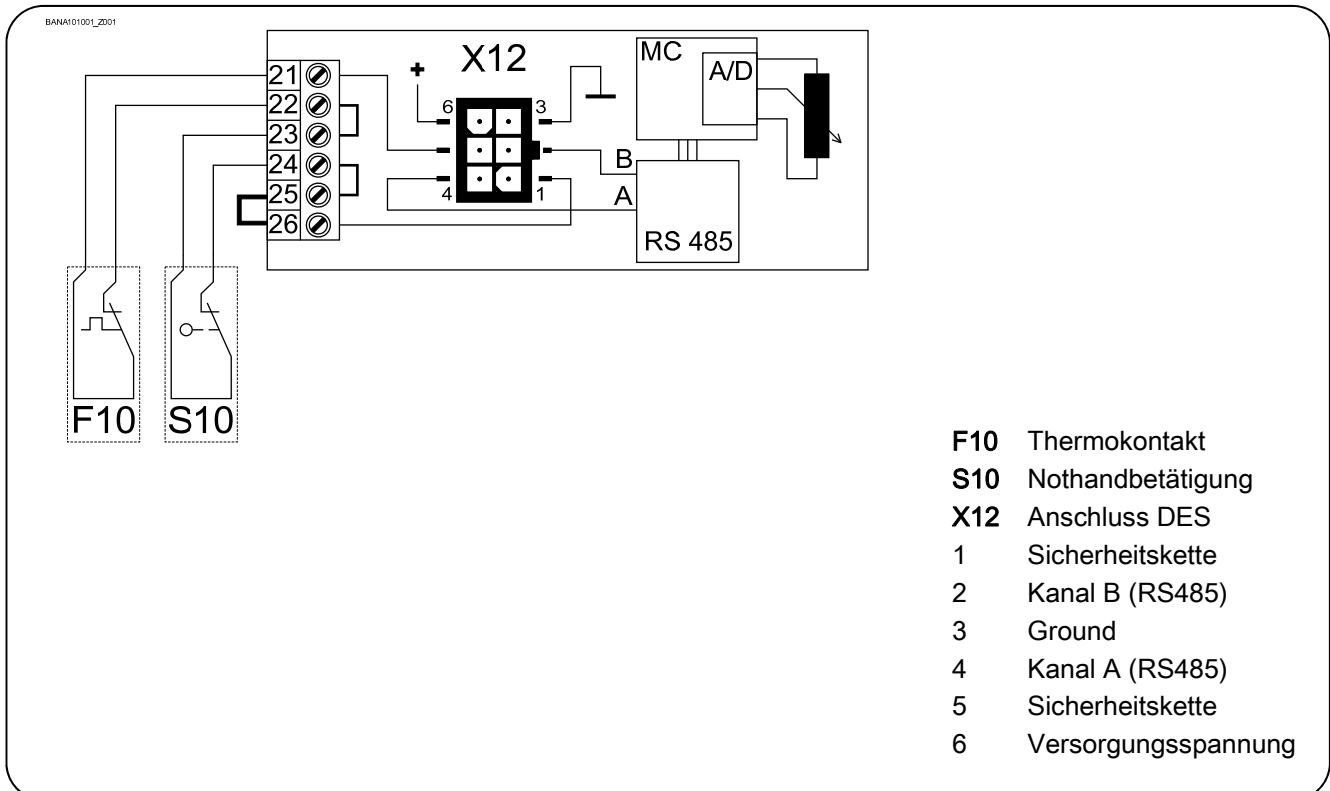 BANA101001_Z001
X12
MC
A/D
+
21
22
23
24
25
26
6
3
4
1
B
A
RS 485
F10
S10
F10 Thermokontakt
S10 Nothandbetätigung
X12 Anschluss DES
1 Sicherheitskette
2 Kanal B (RS485)
3 Ground
4 Kanal A (RS485)
5 Sicherheitskette
6 Versorgungsspannung